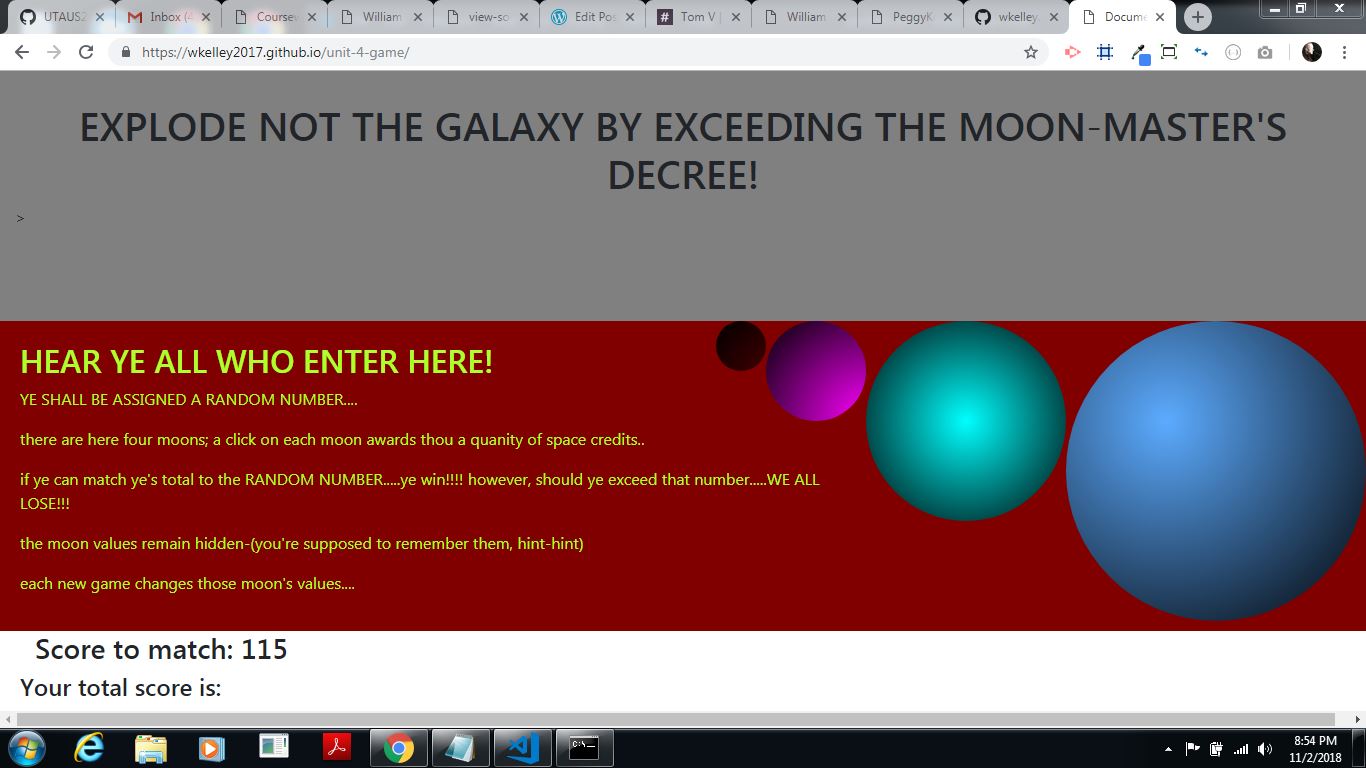 UTAUS
Inbox (4
Coursew
William
view-so
Edit Pos
Tom V |
William
PeggyK
wkelley
Docume
https://wkelley2017.github.io/unit-4-game/
EXPLODE NOT THE GALAXY BY EXCEEDING THE MOON-MASTER'S
DECREE!
>
HEAR YE ALL WHO ENTER HERE!
YE SHALL BE ASSIGNED A RANDOM NUMBER....
there are here four moons; a click on each moon awards thou a quanity of space credits..
if ye can match ye's total to the RANDOM NUMBER.....ye win!!!! however, should ye exceed that number.....WE ALL
LOSE!!!
the moon values remain hidden-(you're supposed to remember them, hint-hint)
each new game changes those moon's values....
Score to match: 115
Your total score is:
8:54 PM
11/2/2018